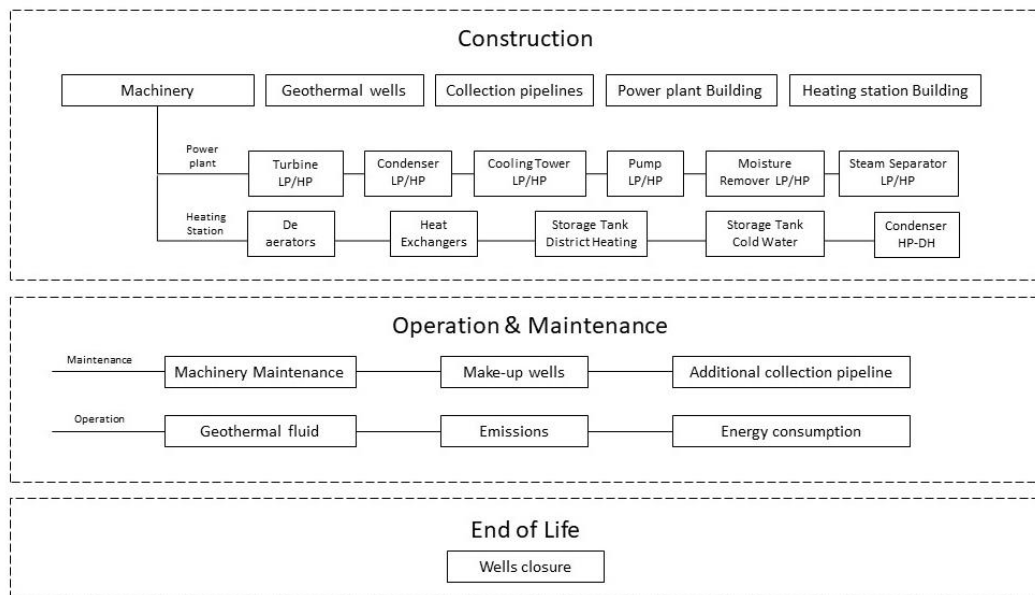 Construction
Machinery
Geothermal wells
Collection pipelines
Power plant Building
Heating station Building
Power
plant
Turbine
LP/HP
Condenser
LP/HP
Cooling Tower
LP/HP
Pump
LP/HP
Moisture
Remover LP/HP
Steam Separator
LP/HP
Heating
Station
De
aerators
Heat
Exchangers
Storage Tank
District Heating
Storage Tank
Cold Water
Condenser
HP-DH
Operation & Maintenance
Maintenance
Machinery Maintenance
Make-up wells
Additional collection pipeline
Operation
Geothermal fluid
Emissions
Energy consumption
End of Life
Wells closure